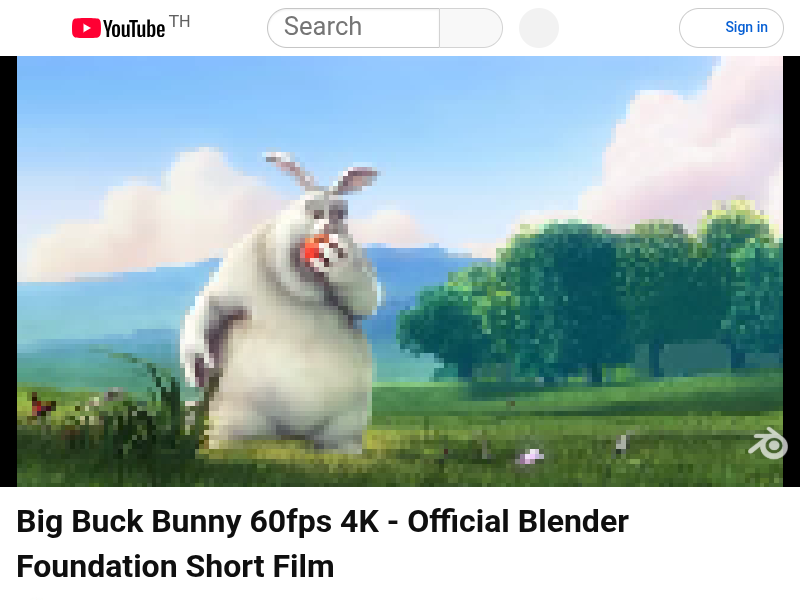 YouTube TH
Search
Sign in
Big Buck Bunny 60fps 4K - Official Blender
Foundation Short Film